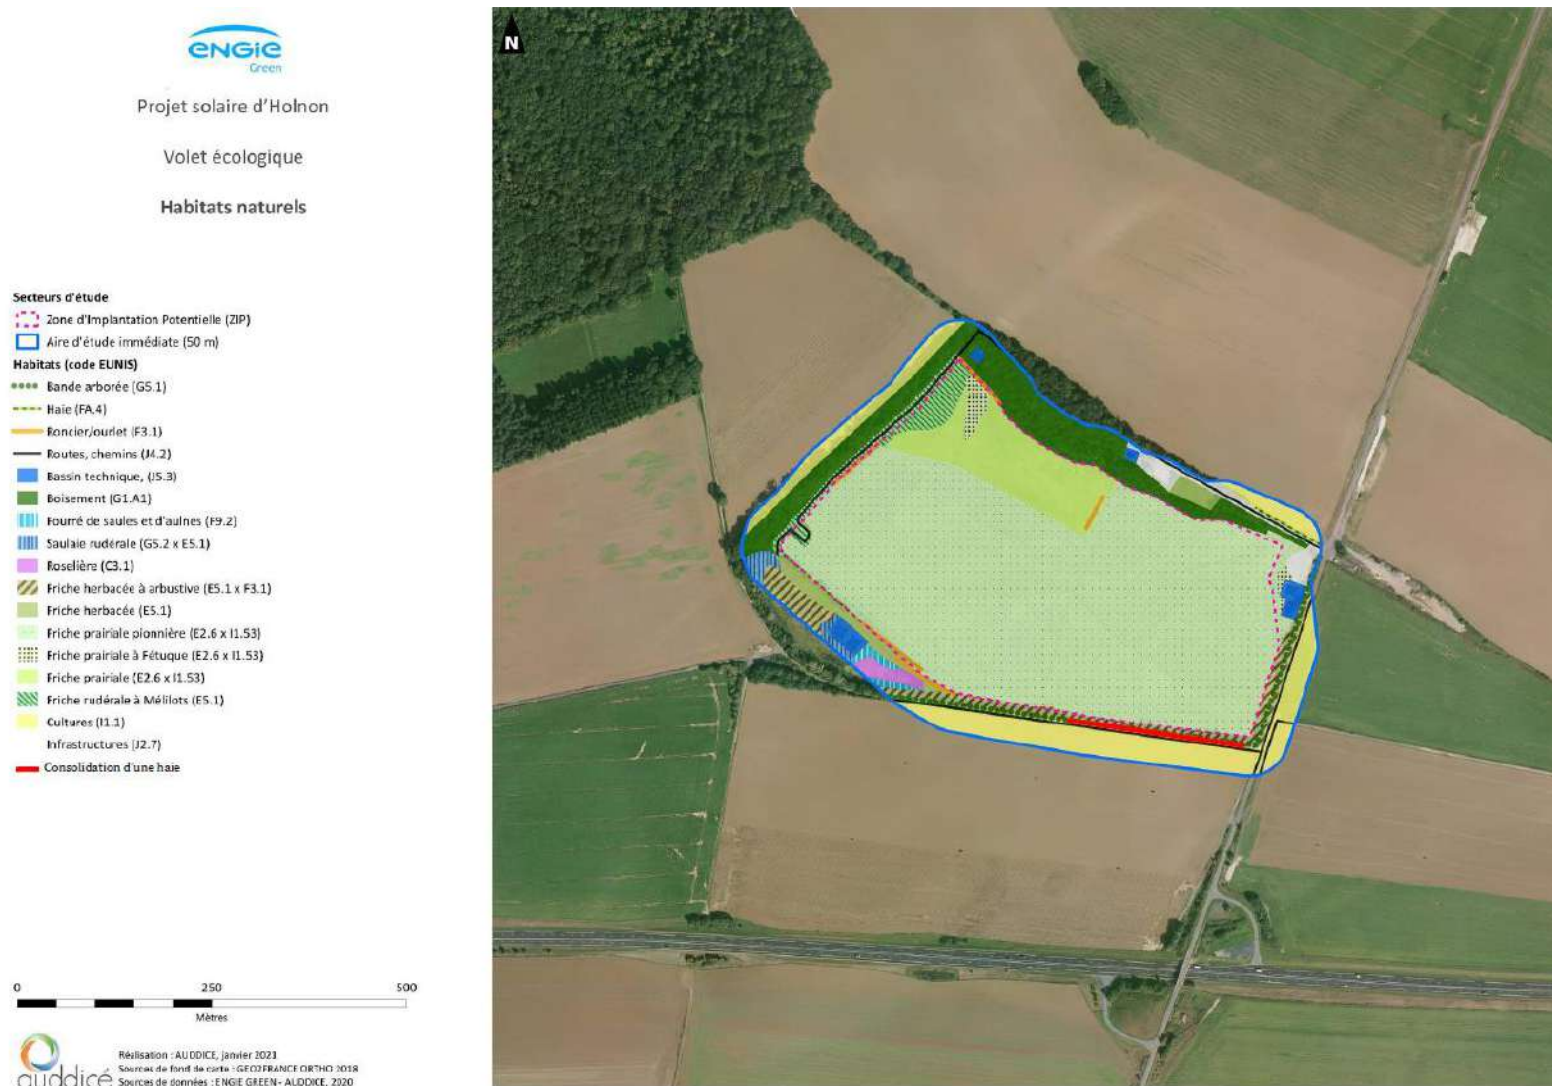 ENGIE
Green
Projet solaire d'Holnon
Volet écologique
Habitats naturels
N
Secteurs d'étude
Zone d'Implantation Potentielle (ZIP)
Aire d'étude immédiate (50 m)
Habitats (code EUNIS)
Bande arborée (G5.1)
Haie (FA.4)
Roncier/ourlet (F3.1)
Routes, chemins (J4.2)
Bassin technique, (J5.3)
Boisement (G1.A1)
Fourré de saules et d'aulnes (F9.2)
Saulaie rudérale (G5.2 x E5.1)
Roselière (C3.1)
Friche herbacée à arbustive (E5.1 x F3.1)
Friche herbacée (E5.1)
Friche prairiale pionnière (E2.6 x I1.53)
Friche prairiale à Fétuque (E2.6 x I1.53)
Friche prairiale (E2.6 x I1.53)
Friche rudérale à Mélilots (E5.1)
Cultures (I1.1)
Infrastructures (J2.7)
Consolidation d'une haie
0 250 500
Mètres
auddicé
Réalisation : AUDDICE, janvier 2021
Sources de fond de carte : GEO2FRANCE ORTHO 2018
Sources de données : ENGIE GREEN - AUDDICE, 2020